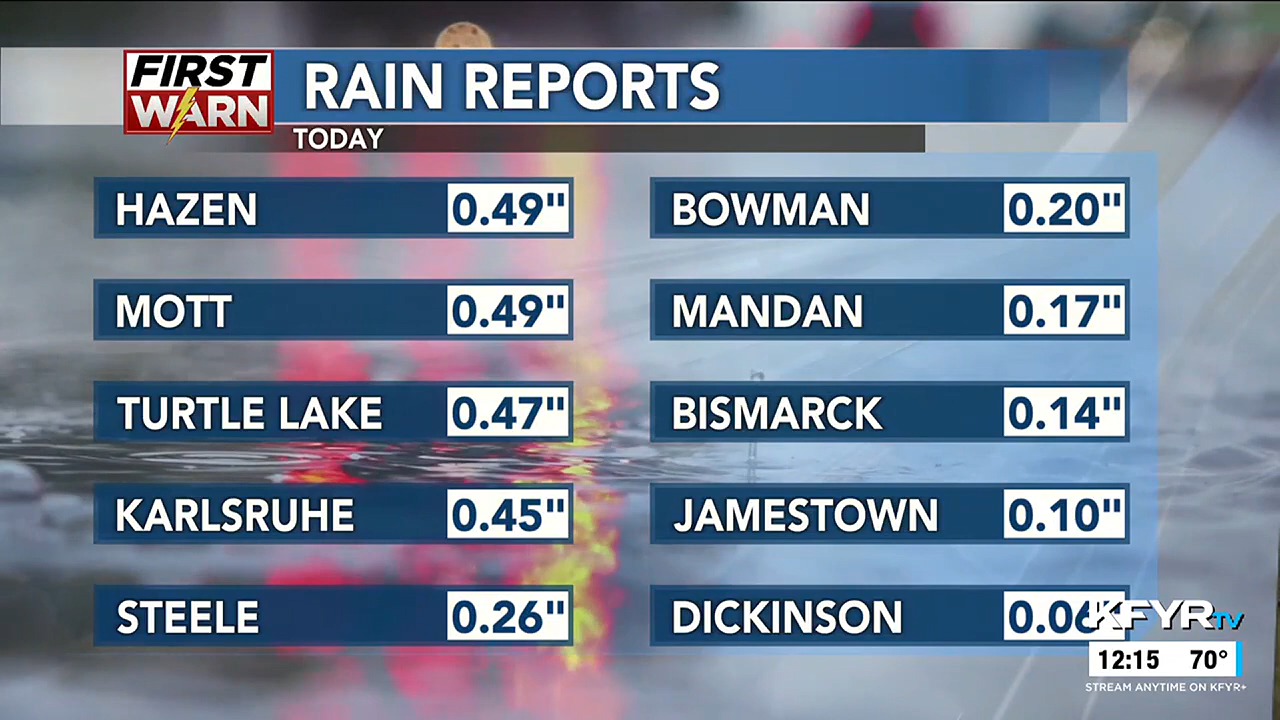 FIRST WARN
RAIN REPORTS
TODAY
HAZEN 0.49"
MOTT 0.49"
TURTLE LAKE 0.47"
KARLSRUHE 0.45"
STEELE 0.26"
BOWMAN 0.20"
MANDAN 0.17"
BISMARCK 0.14"
JAMESTOWN 0.10"
DICKINSON 0.06
KFYR TV
12:15 70°
STREAM ANYTIME ON KFYR+